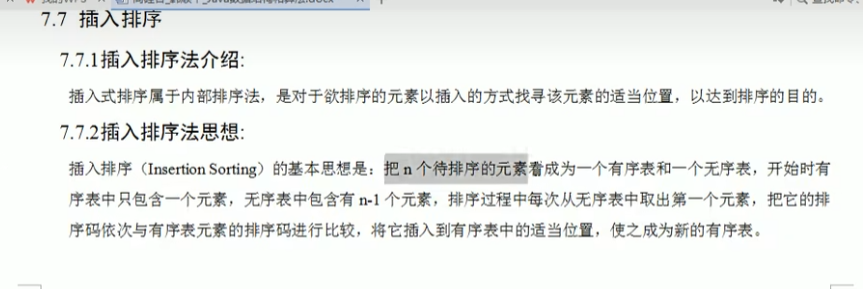 7.7 插入排序
7.7.1插入排序法介绍:
插入式排序属于内部排序法，是对于欲排序的元素以插入的方式找寻该元素的适当位置，以达到排序的目的。
7.7.2插入排序法思想:
插入排序（Insertion Sorting）的基本思想是：把 n 个待排序的元素看成为一个有序表和一个无序表，开始时有
序表中只包含一个元素，无序表中包含有 n-1 个元素，排序过程中每次从无序表中取出第一个元素，把它的排
序码依次与有序表元素的排序码进行比较，将它插入到有序表中的适当位置，使之成为新的有序表。